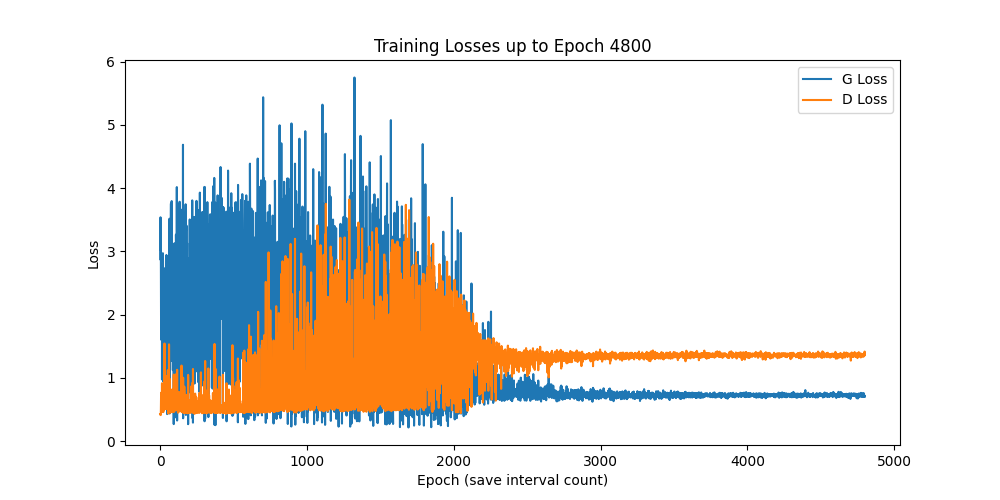 Training Losses up to Epoch 4800
G Loss
D Loss
Loss
6
5
4
3
2
1
0
0 1000 2000 3000 4000 5000
Epoch (save interval count)